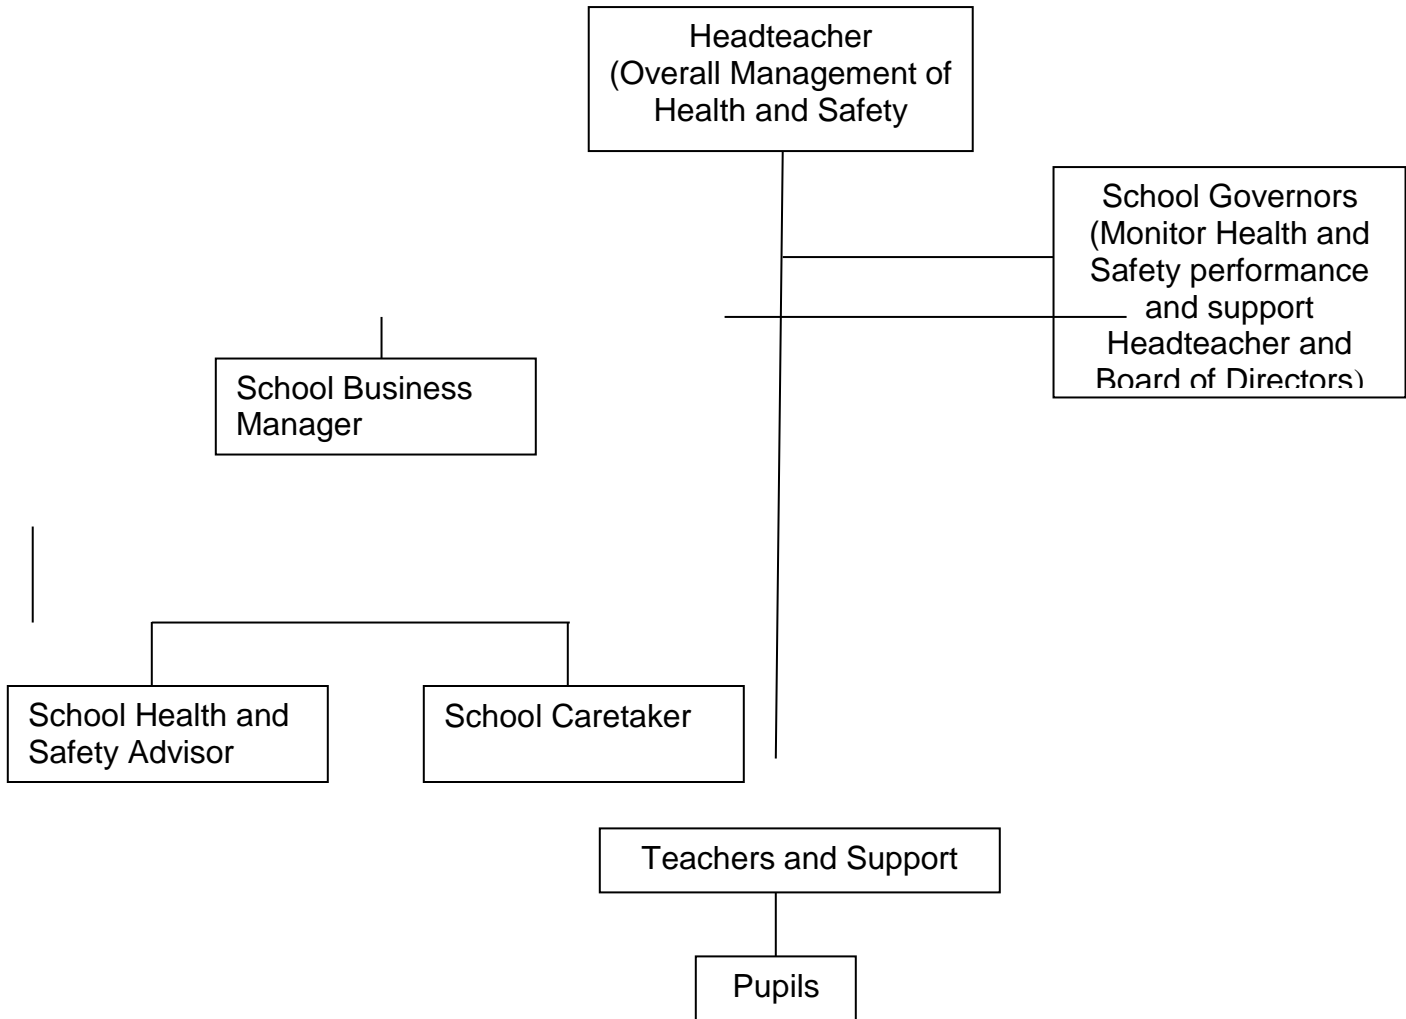 Headteacher
(Overall Management of
Health and Safety
School Governors
(Monitor Health and
Safety performance
and support
Headteacher and
Board of Directors)
School Business
Manager
School Health and
Safety Advisor
School Caretaker
Teachers and Support
Pupils